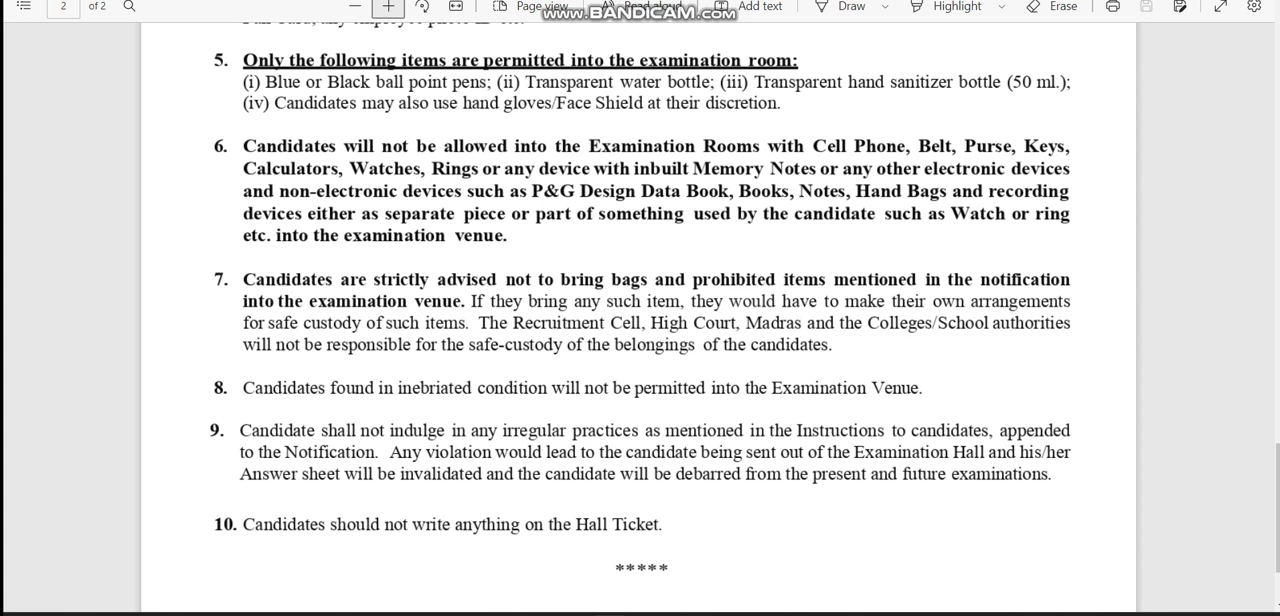 2 of 2 Page view Read aloud Add text Draw Highlight Erase
www.BANDICAM.com
5. Only the following items are permitted into the examination room:
(i) Blue or Black ball point pens; (ii) Transparent water bottle; (iii) Transparent hand sanitizer bottle (50 ml.);
(iv) Candidates may also use hand gloves/Face Shield at their discretion.
6. Candidates will not be allowed into the Examination Rooms with Cell Phone, Belt, Purse, Keys,
Calculators, Watches, Rings or any device with inbuilt Memory Notes or any other electronic devices
and non-electronic devices such as P&G Design Data Book, Books, Notes, Hand Bags and recording
devices either as separate piece or part of something used by the candidate such as Watch or ring
etc. into the examination venue.
7. Candidates are strictly advised not to bring bags and prohibited items mentioned in the notification
into the examination venue. If they bring any such item, they would have to make their own arrangements
for safe custody of such items. The Recruitment Cell, High Court, Madras and the Colleges/School authorities
will not be responsible for the safe-custody of the belongings of the candidates.
8. Candidates found in inebriated condition will not be permitted into the Examination Venue.
9. Candidate shall not indulge in any irregular practices as mentioned in the Instructions to candidates, appended
to the Notification. Any violation would lead to the candidate being sent out of the Examination Hall and his/her
Answer sheet will be invalidated and the candidate will be debarred from the present and future examinations.
10. Candidates should not write anything on the Hall Ticket.
*****